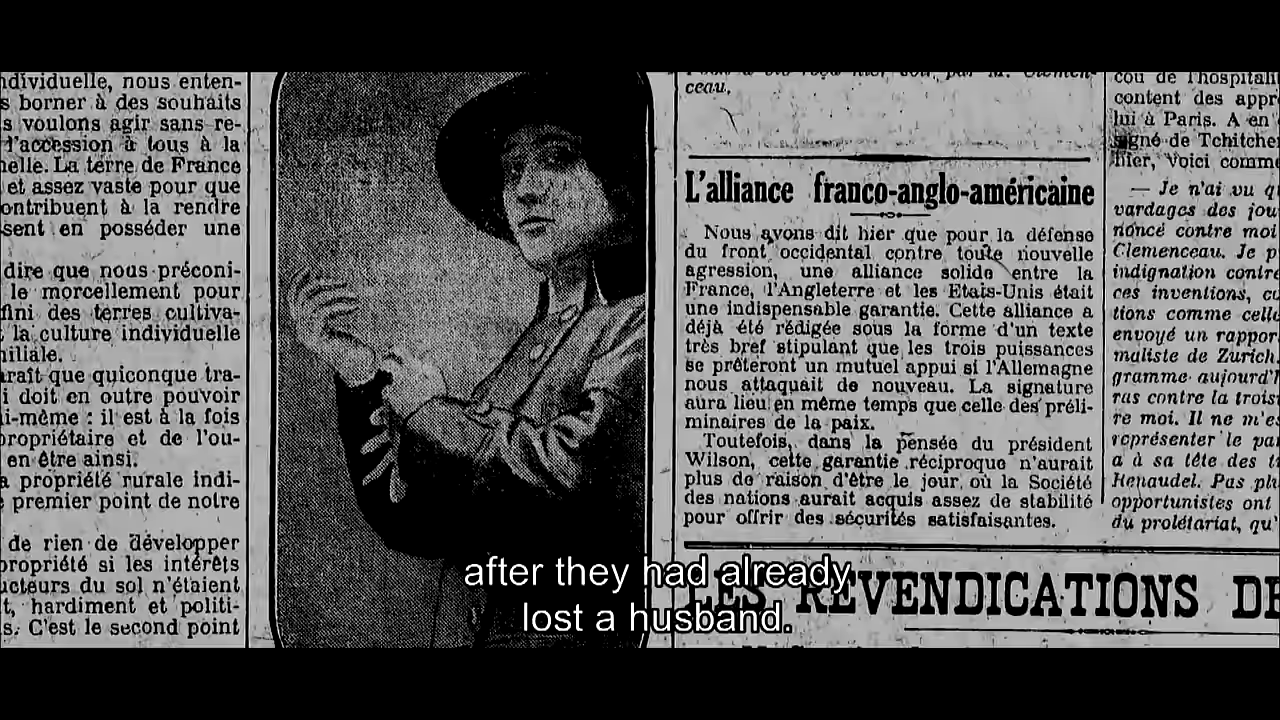 ndividuelle, nous enten-
s borner à des souhaits
s voulons agir sans re-
l'accession à tous à la
nelle. La terre de France
et assez vaste pour que
ontribuent à la rendre
sent en posséder une
dire que nous préconi-
le morcellement pour
fini des terres cultiva-
t la culture individuelle
niliale.
araît que quiconque tra-
i doit en outre pouvoir
ui-même : il est à la fois
propriétaire et de l'ou-
en être ainsi.
a propriété rurale indi-
premier point de notre
de rien de développer
propriété si les intérêts
ucteurs du sol n'étaient
t, hardiment et politi-
s. C'est le second point
ceau.
L'alliance franco-anglo-américaine
Nous avons dit hier que pour la défense
du front occidental contre toute nouvelle
agression, une alliance solide entre la
France, l'Angleterre et les Etats-Unis était
une indispensable garantie. Cette alliance a
déjà été rédigée sous la forme d'un texte
très bref stipulant que les trois puissances
se prêteront un mutuel appui si l'Allemagne
nous attaquait de nouveau. La signature
aura lieu en même temps que celle des préli-
minaires de la paix.
Toutefois, dans la pensée du président
Wilson, cette garantie réciproque n'aurait
plus de raison d'être le jour où la Société
des nations aurait acquis assez de stabilité
pour offrir des sécurités satisfaisantes.
LES REVENDICATIONS DE
cou de l'hospitali
content des appr
lui à Paris. A en
igné de Tchitche
hier, voici comme
— Je n'ai vu q
vardages des jou
noncé contre moi
Clemenceau. Je p
indignation contre
ces inventions, cu
tions comme celle
envoyé un rappor
maliste de Zurich
gramme aujourd'h
ras contre la trois
re moi. Il ne m'es
représenter le pa
a à sa tête des t
Renaudel. Pas plu
opportunistes ont
du prolétariat, qu'
after they had already
lost a husband.